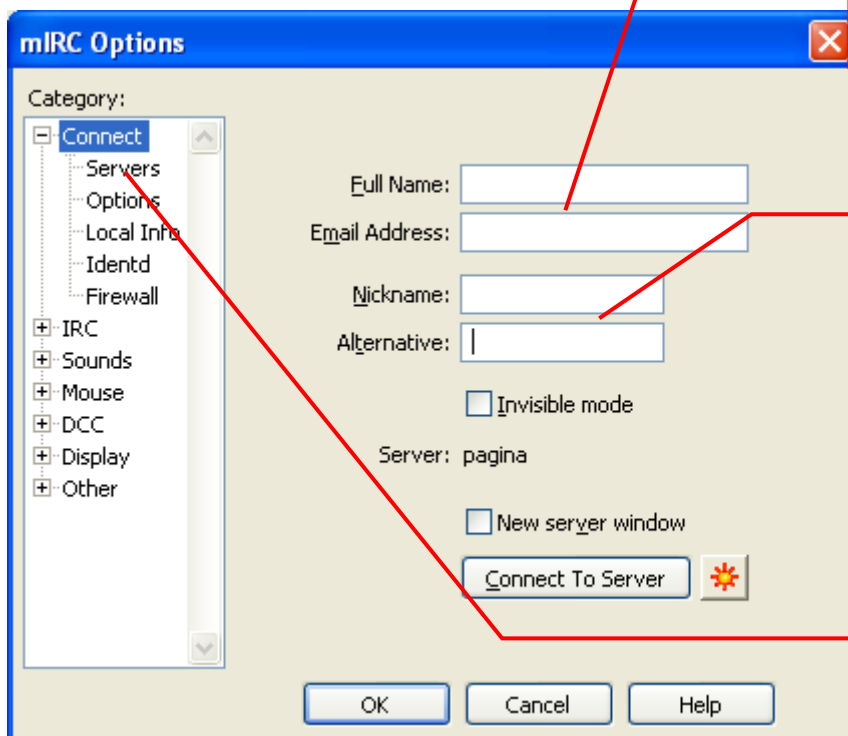 mIRC Options
Category:
Connect
Servers
Options
Local Info
Identd
Firewall
IRC
Sounds
Mouse
DCC
Display
Other
Full Name:
Email Address:
Nickname:
Alternative:
Invisible mode
Server: pagina
New server window
Connect To Server
OK Cancel Help